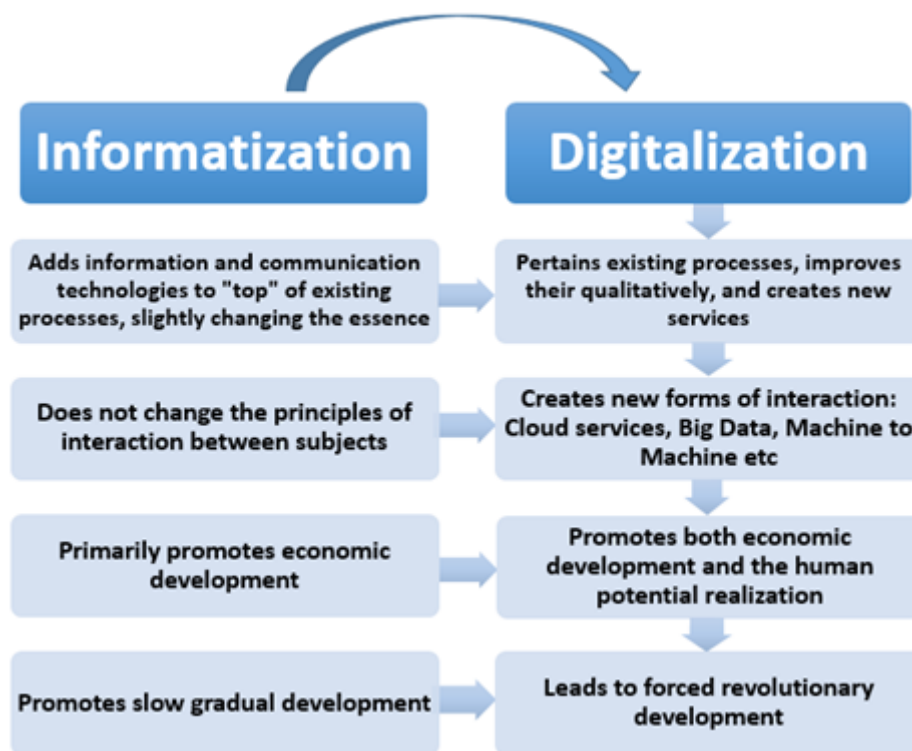 Informatization
Digitalization
Adds information and communication
technologies to "top" of existing
processes, slightly changing the essence
Pertains existing processes, improves
their qualitatively, and creates new
services
Does not change the principles of
interaction between subjects
Creates new forms of interaction:
Cloud services, Big Data, Machine to
Machine etc
Primarily promotes economic
development
Promotes both economic
development and the human
potential realization
Promotes slow gradual development
Leads to forced revolutionary
development